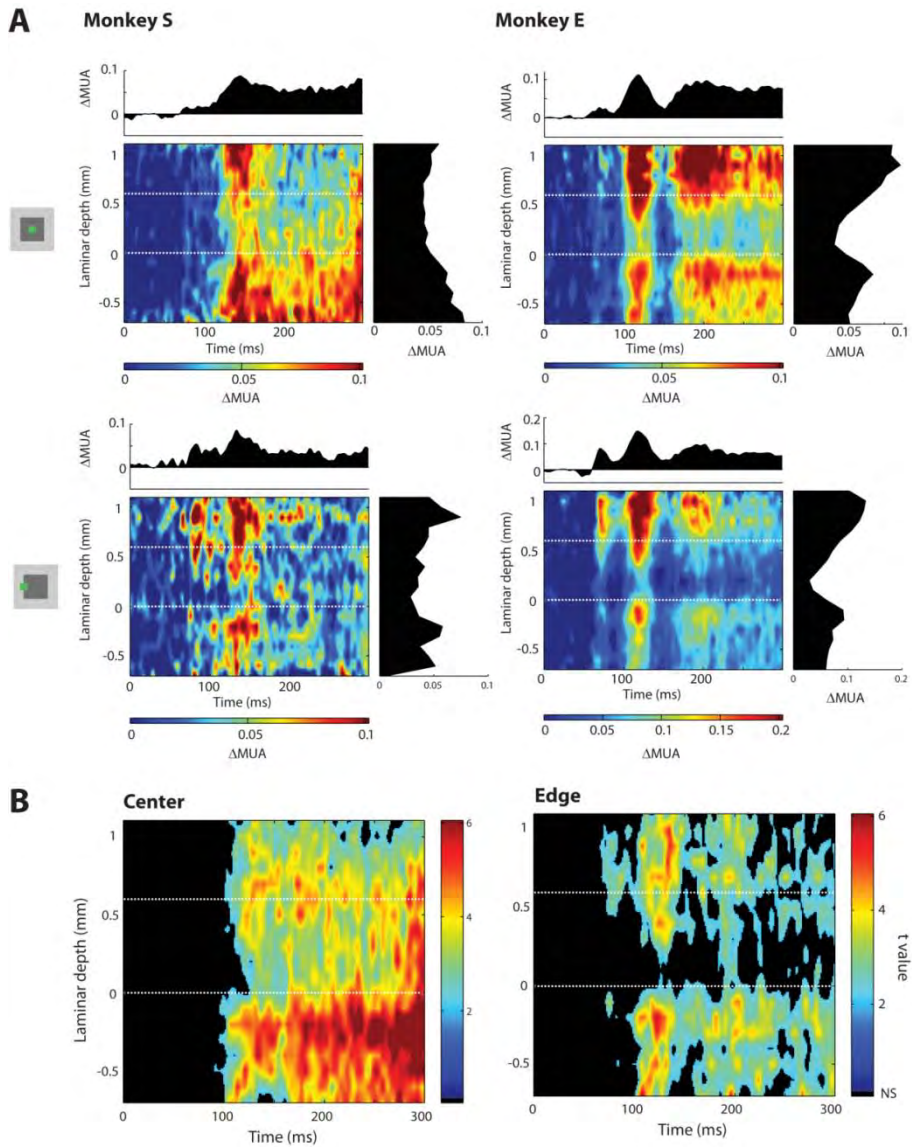 A
Monkey S
Monkey E
0.1
0
ΔMUA
0.1
0
ΔMUA
1
0.5
0
-0.5
Laminar depth (mm)
0
100
200
Time (ms)
0
0.05
0.1
ΔMUA
1
0.5
0
-0.5
Laminar depth (mm)
0
100
200
Time (ms)
0
0.05
0.1
ΔMUA
0
0.05
0.1
ΔMUA
0
0.05
0.1
ΔMUA
0.1
0
ΔMUA
0.2
0.1
0
ΔMUA
1
0.5
0
-0.5
Laminar depth (mm)
0
100
200
Time (ms)
0
0.05
0.1
ΔMUA
1
0.5
0
-0.5
Laminar depth (mm)
0
100
200
Time (ms)
0
0.1
0.2
ΔMUA
0
0.05
0.1
ΔMUA
0
0.05
0.1
0.15
0.2
ΔMUA
B
Center
Edge
1
0.5
0
-0.5
Laminar depth (mm)
0
100
200
300
Time (ms)
6
4
2
1
0.5
0
-0.5
0
100
200
300
Time (ms)
6
4
2
NS
t value